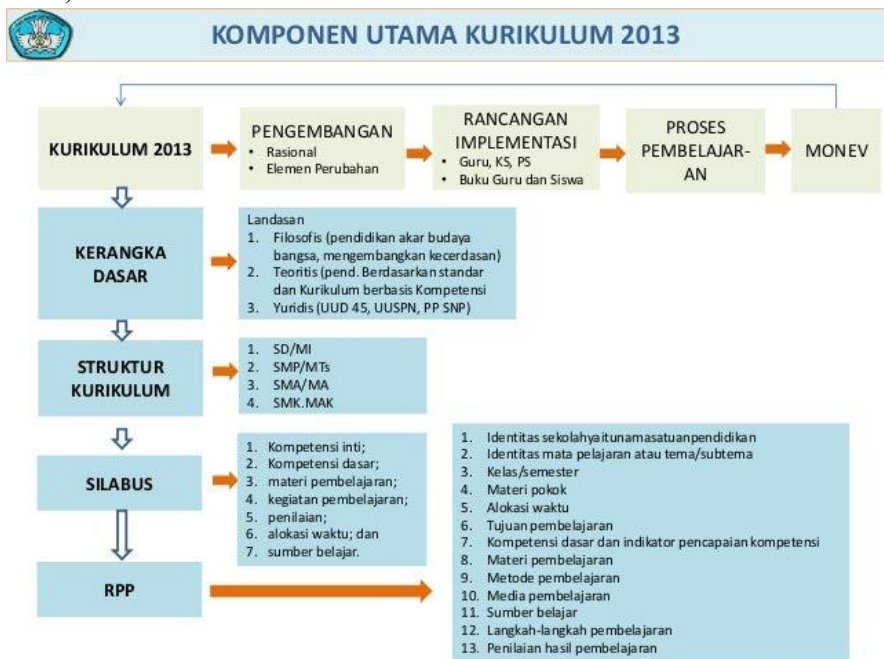 KOMPONEN UTAMA KURIKULUM 2013
KURIKULUM 2013
PENGEMBANGAN
• Rasional
• Elemen Perubahan
RANCANGAN
IMPLEMENTASI
• Guru, KS, PS
• Buku Guru dan Siswa
PROSES
PEMBELAJAR-
AN
MONEV
KERANGKA
DASAR
Landasan
1. Filosofis (pendidikan akar budaya
bangsa, mengembangkan kecerdasan)
2. Teoritis (pend. Berdasarkan standar
dan Kurikulum berbasis Kompetensi
3. Yuridis (UUD 45, UUSPN, PP SNP)
STRUKTUR
KURIKULUM
1. SD/MI
2. SMP/MTs
3. SMA/MA
4. SMK.MAK
SILABUS
1. Kompetensi inti;
2. Kompetensi dasar;
3. materi pembelajaran;
4. kegiatan pembelajaran;
5. penilaian;
6. alokasi waktu; dan
7. sumber belajar.
RPP
1. Identitas sekolahyaitunamasatuanpendidikan
2. Identitas mata pelajaran atau tema/subtema
3. Kelas/semester
4. Materi pokok
5. Alokasi waktu
6. Tujuan pembelajaran
7. Kompetensi dasar dan indikator pencapaian kompetensi
8. Materi pembelajaran
9. Metode pembelajaran
10. Media pembelajaran
11. Sumber belajar
12. Langkah-langkah pembelajaran
13. Penilaian hasil pembelajaran